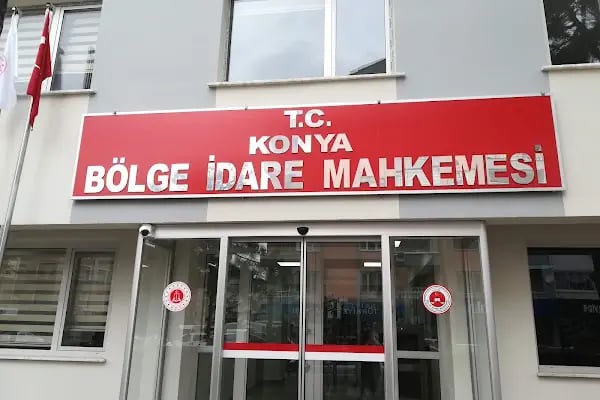 T.C.
KONYA
BÖLGE İDARE MAHKEMESİ